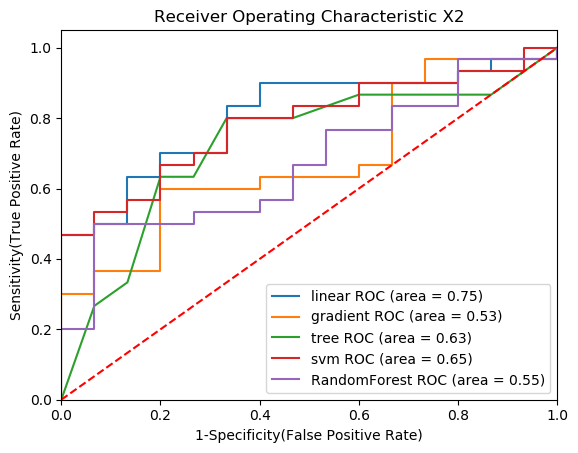 Receiver Operating Characteristic X2
Sensitivity(True Positive Rate)
1.0
0.8
0.6
0.4
0.2
0.0
linear ROC (area = 0.75)
gradient ROC (area = 0.53)
tree ROC (area = 0.63)
svm ROC (area = 0.65)
RandomForest ROC (area = 0.55)
0.0 0.2 0.4 0.6 0.8 1.0
1-Specificity(False Positive Rate)